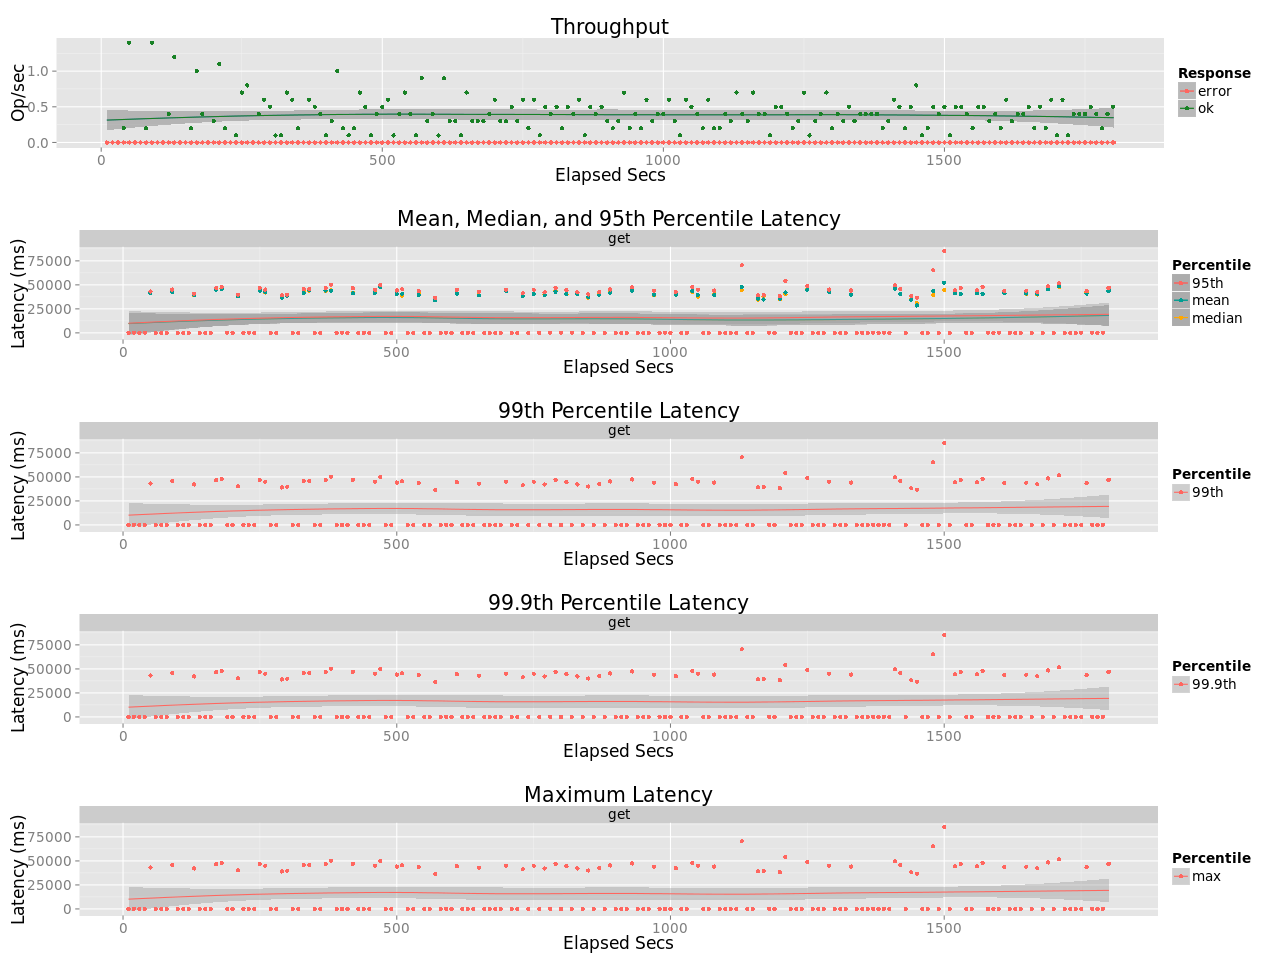 Throughput
Op/sec
1.0
0.5
0.0
0 500 1000 1500
Elapsed Secs
Response
error
ok
Mean, Median, and 95th Percentile Latency
get
Latency (ms)
75000
50000
25000
0
0 500 1000 1500
Elapsed Secs
Percentile
95th
mean
median
99th Percentile Latency
get
Latency (ms)
75000
50000
25000
0
0 500 1000 1500
Elapsed Secs
Percentile
99th
99.9th Percentile Latency
get
Latency (ms)
75000
50000
25000
0
0 500 1000 1500
Elapsed Secs
Percentile
99.9th
Maximum Latency
get
Latency (ms)
75000
50000
25000
0
0 500 1000 1500
Elapsed Secs
Percentile
max